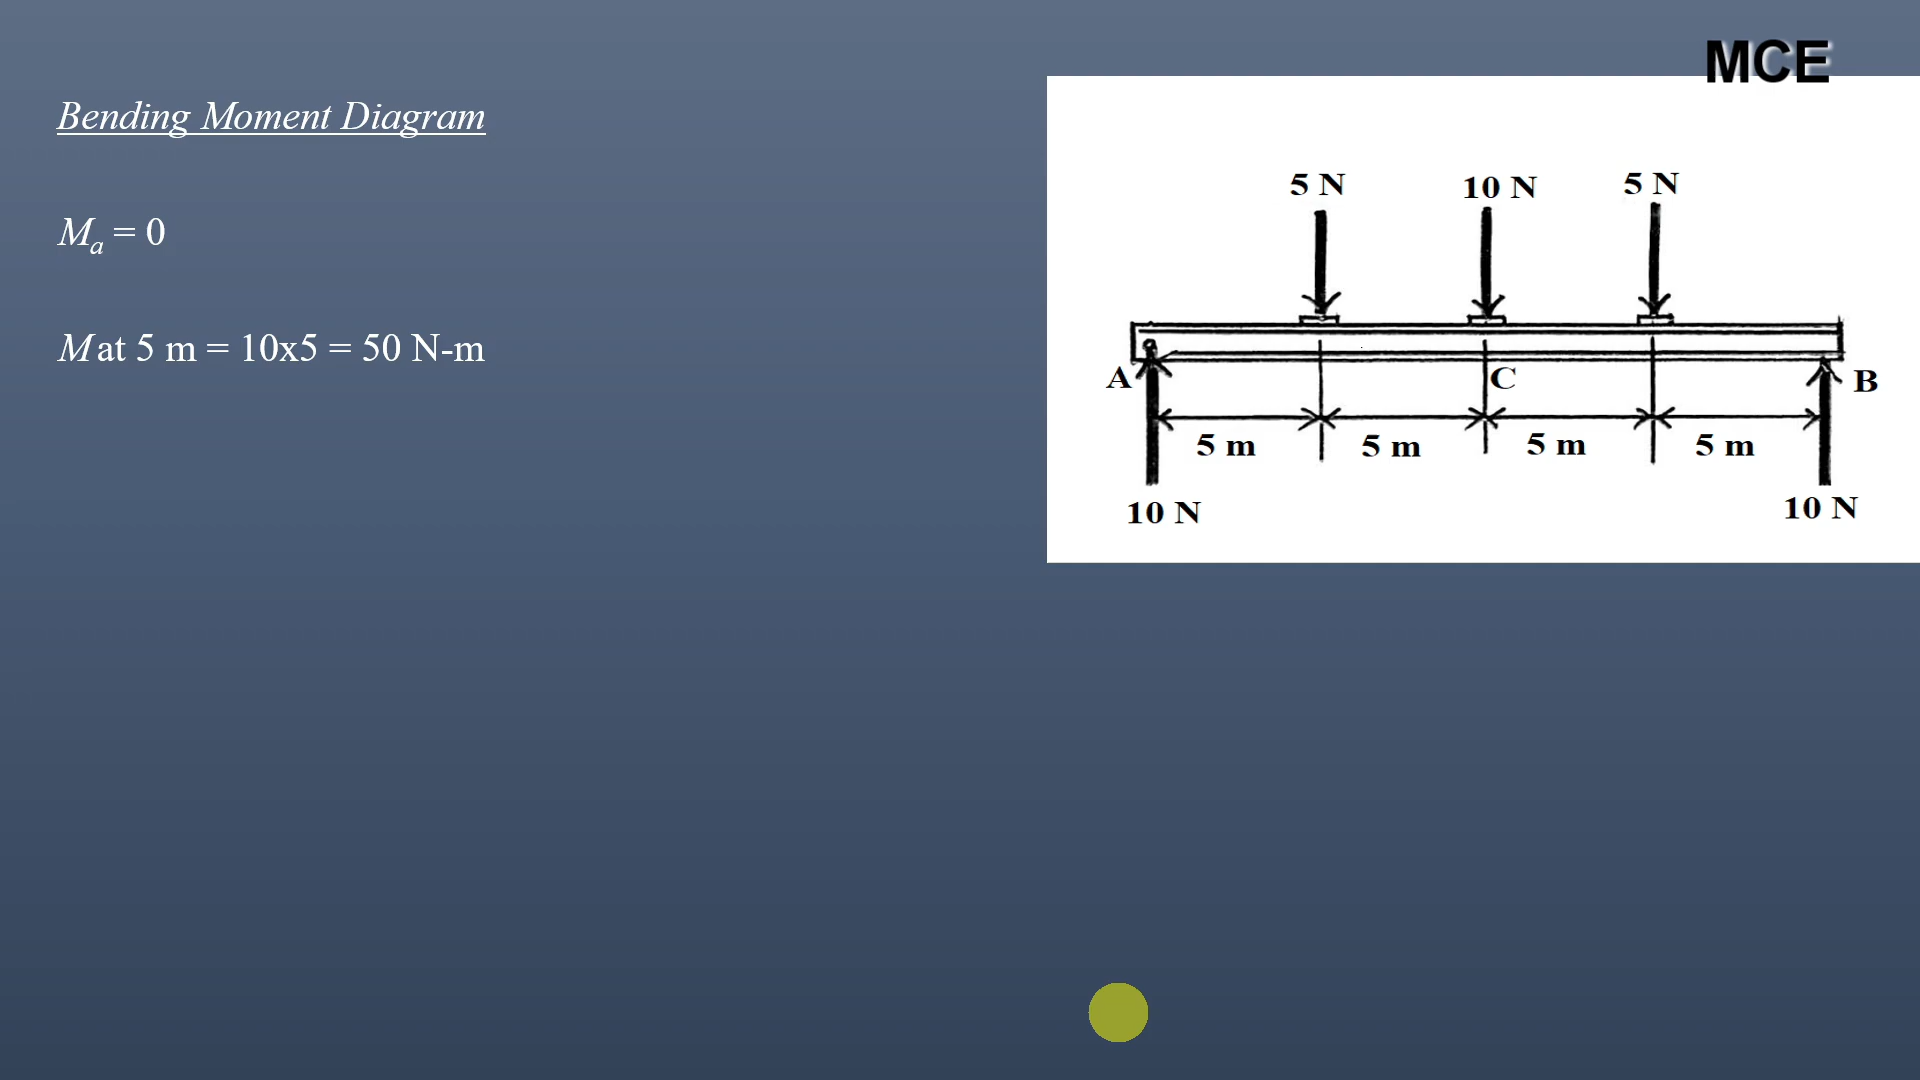 MCE
Bending Moment Diagram
Ma = 0
M at 5 m = 10x5 = 50 N-m
5 N 10 N 5 N
A C B
5 m 5 m 5 m 5 m
10 N 10 N